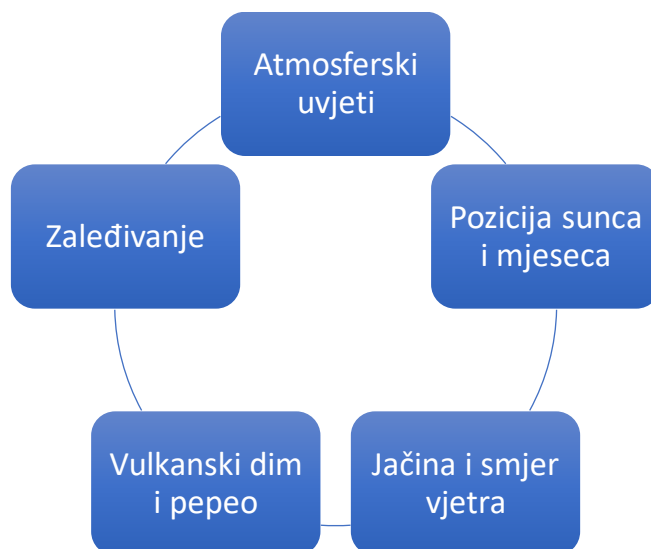 Atmosferski
uvjeti
Pozicija sunca
i mjeseca
Jačina i smjer
vjetra
Vulkanski dim
i pepeo
Zaleđivanje